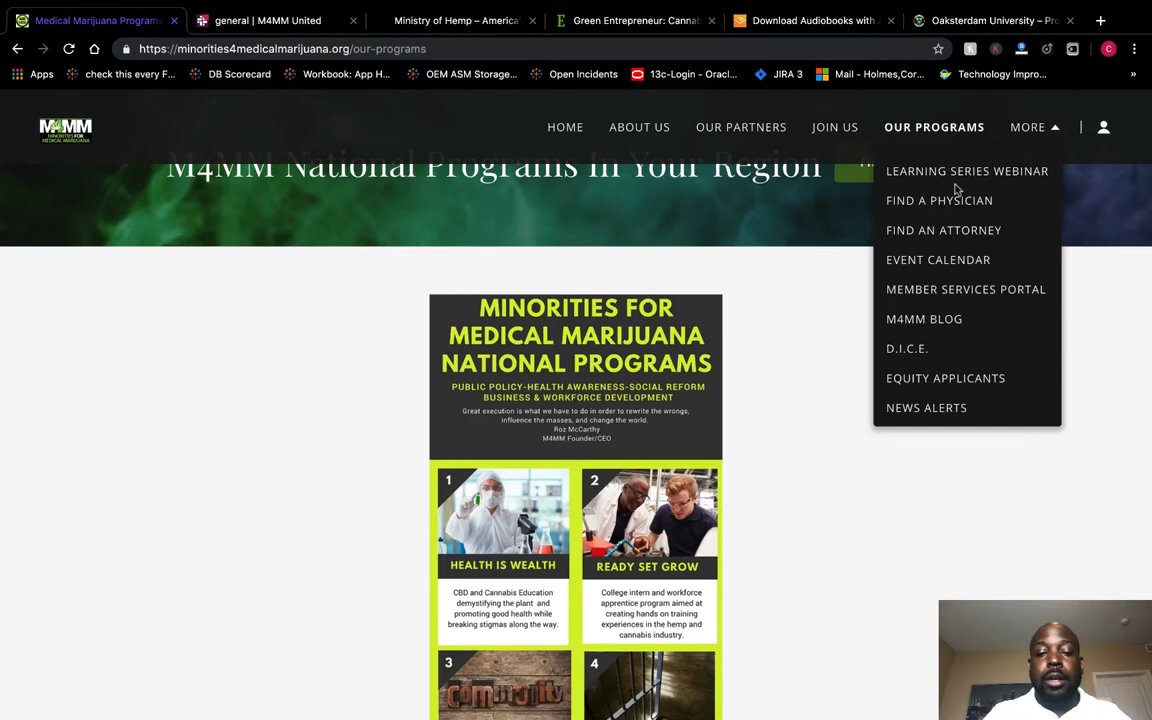 Medical Marijuana Programs
general | M4MM United
Ministry of Hemp – America'
Green Entrepreneur: Cannab
Download Audiobooks with A
Oaksterdam University – Pro
https://minorities4medicalmarijuana.org/our-programs
C
Apps
check this every F...
DB Scorecard
Workbook: App H...
OEM ASM Storage...
Open Incidents
13c-Login - Oracl...
JIRA 3
Mail - Holmes,Cor...
Technology Impro...
»
M4MM
MINORITIES FOR
MEDICAL MARIJUANA
HOME
ABOUT US
OUR PARTNERS
JOIN US
OUR PROGRAMS
MORE
M4MM National Programs In Your Region
LEARNING SERIES WEBINAR
FIND A PHYSICIAN
FIND AN ATTORNEY
EVENT CALENDAR
MEMBER SERVICES PORTAL
M4MM BLOG
D.I.C.E.
EQUITY APPLICANTS
NEWS ALERTS
MINORITIES FOR
MEDICAL MARIJUANA
NATIONAL PROGRAMS
PUBLIC POLICY-HEALTH AWARENESS-SOCIAL REFORM
BUSINESS & WORKFORCE DEVELOPMENT
Great execution is what we have to do in order to rewrite the wrongs,
influence the masses, and change the world.
Roz McCarthy
M4MM Founder/CEO
1
HEALTH IS WEALTH
CBD and Cannabis Education
demystifying the plant and
promoting good health while
breaking stigmas along the way.
2
READY SET GROW
College intern and workforce
apprentice program aimed at
creating hands on training
experiences in the hemp and
cannabis industry.
3
Community
4